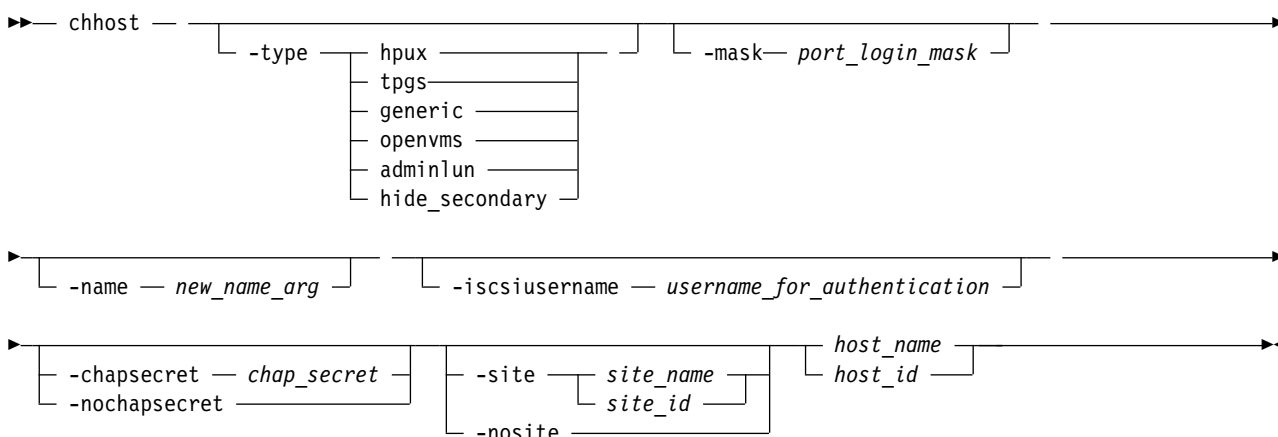 chhost
-type hpux -mask port_login_mask
tpgs
generic
openvms
adminlun
hide_secondary
-name new_name_arg -iscsiusername username_for_authentication
-chapsecret chap_secret -site site_name host_name
-nochapsecret site_id host_id
-nosite